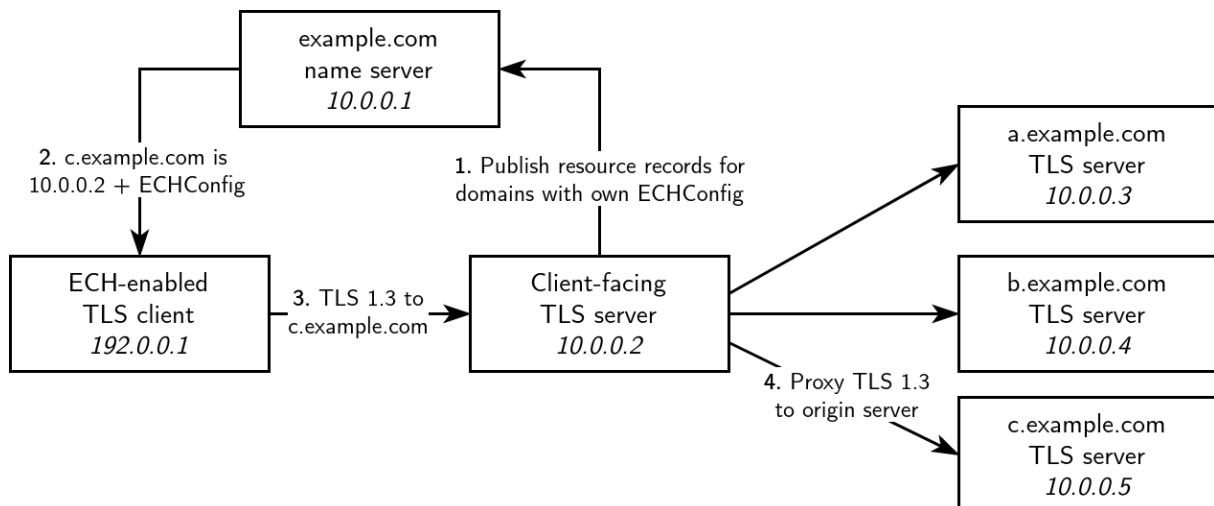 example.com
name server
10.0.0.1
2. c.example.com is
10.0.0.2 + ECHConfig
1. Publish resource records for
domains with own ECHConfig
a.example.com
TLS server
10.0.0.3
ECH-enabled
TLS client
192.0.0.1
3. TLS 1.3 to
c.example.com
Client-facing
TLS server
10.0.0.2
b.example.com
TLS server
10.0.0.4
4. Proxy TLS 1.3
to origin server
c.example.com
TLS server
10.0.0.5